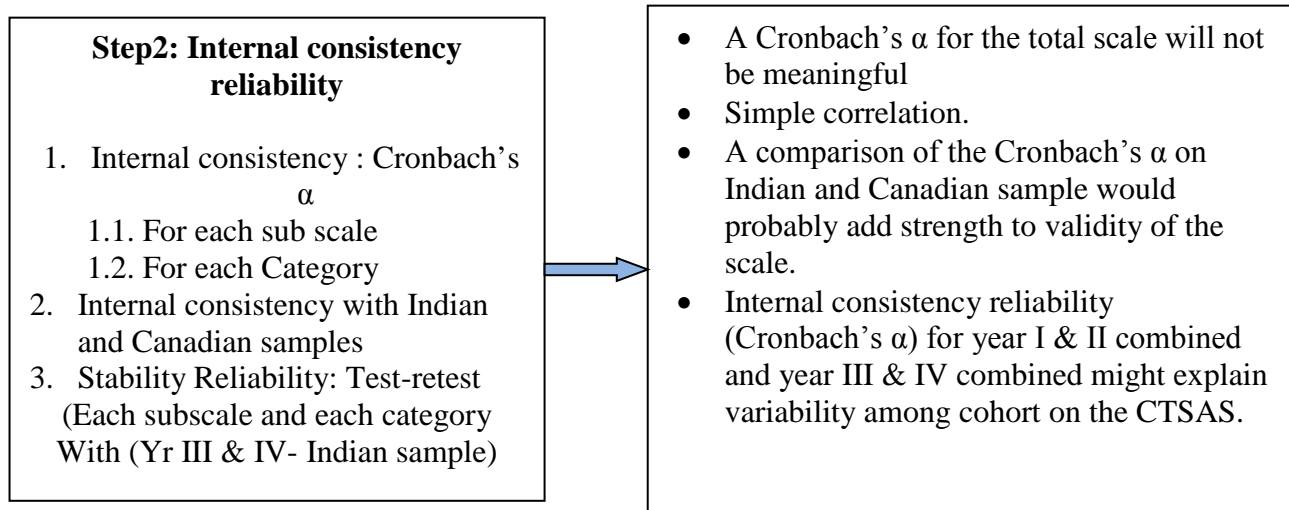 Step2: Internal consistency
reliability
1. Internal consistency : Cronbach's
α
1.1. For each sub scale
1.2. For each Category
2. Internal consistency with Indian
and Canadian samples
3. Stability Reliability: Test-retest
(Each subscale and each category
With (Yr III & IV- Indian sample)
• A Cronbach's α for the total scale will not
be meaningful
• Simple correlation.
• A comparison of the Cronbach's α on
Indian and Canadian sample would
probably add strength to validity of the
scale.
• Internal consistency reliability
(Cronbach's α) for year I & II combined
and year III & IV combined might explain
variability among cohort on the CTSAS.